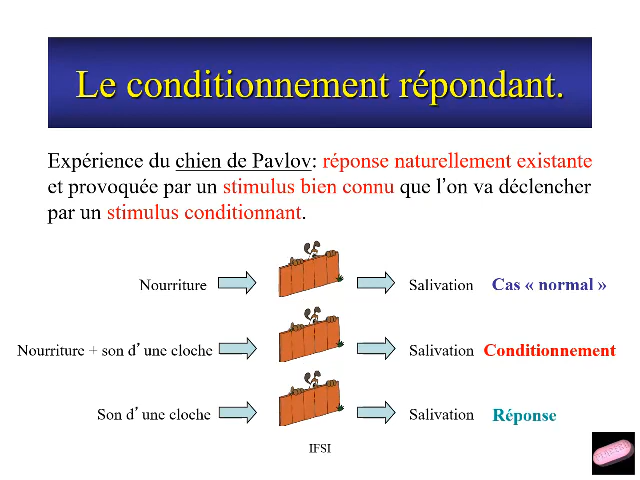 Le conditionnement répondant.
Expérience du chien de Pavlov: réponse naturellement existante
et provoquée par un stimulus bien connu que l’on va déclencher
par un stimulus conditionnant.
Nourriture Salivation Cas « normal »
Nourriture + son d’une cloche Salivation Conditionnement
Son d’une cloche Salivation Réponse
IFSI